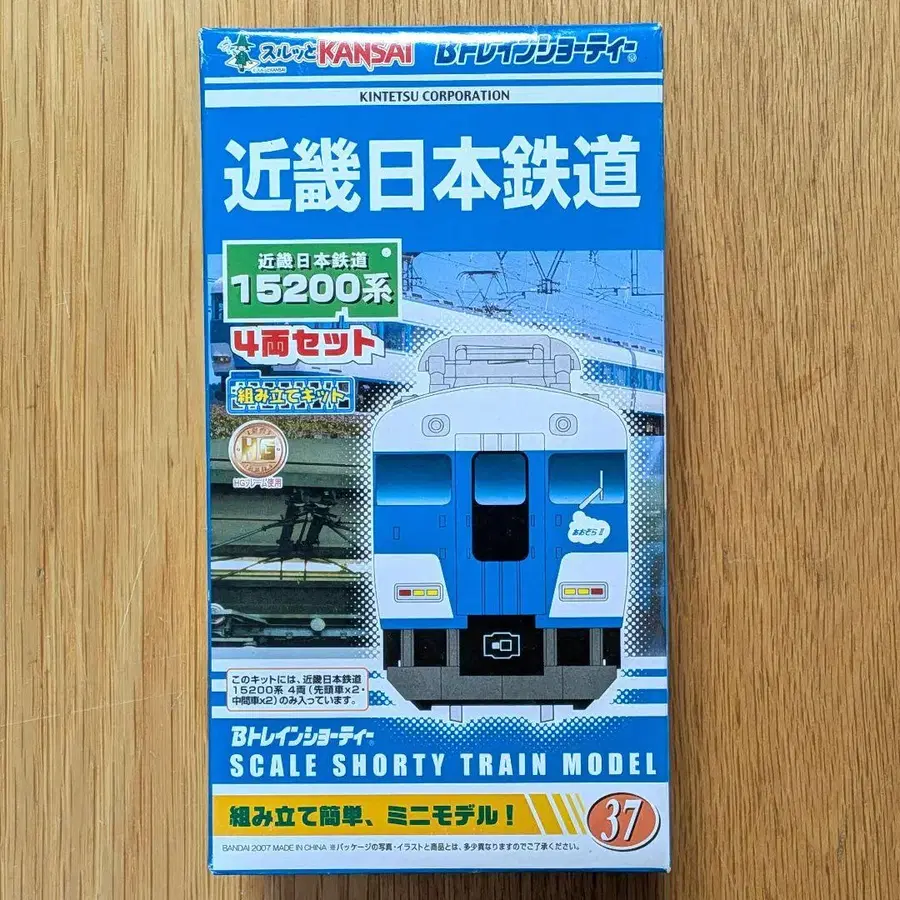 スルッとKANSAI Bトレインショーティー
KINTETSU CORPORATION
近畿日本鉄道
近畿日本鉄道
15200系
4両セット
組み立てキット
HG
HGフレーム使用
あおぞらII
このキットには、近畿日本鉄道
15200系 4両(先頭車x2・
中間車x2)のみ入っています。
Bトレインショーティー
SCALE SHORTY TRAIN MODEL
組み立て簡単、ミニモデル!
37
BANDAI 2007 MADE IN CHINA ※パッケージの写真・イラストと商品とは、多少異なりますのでご了承ください。